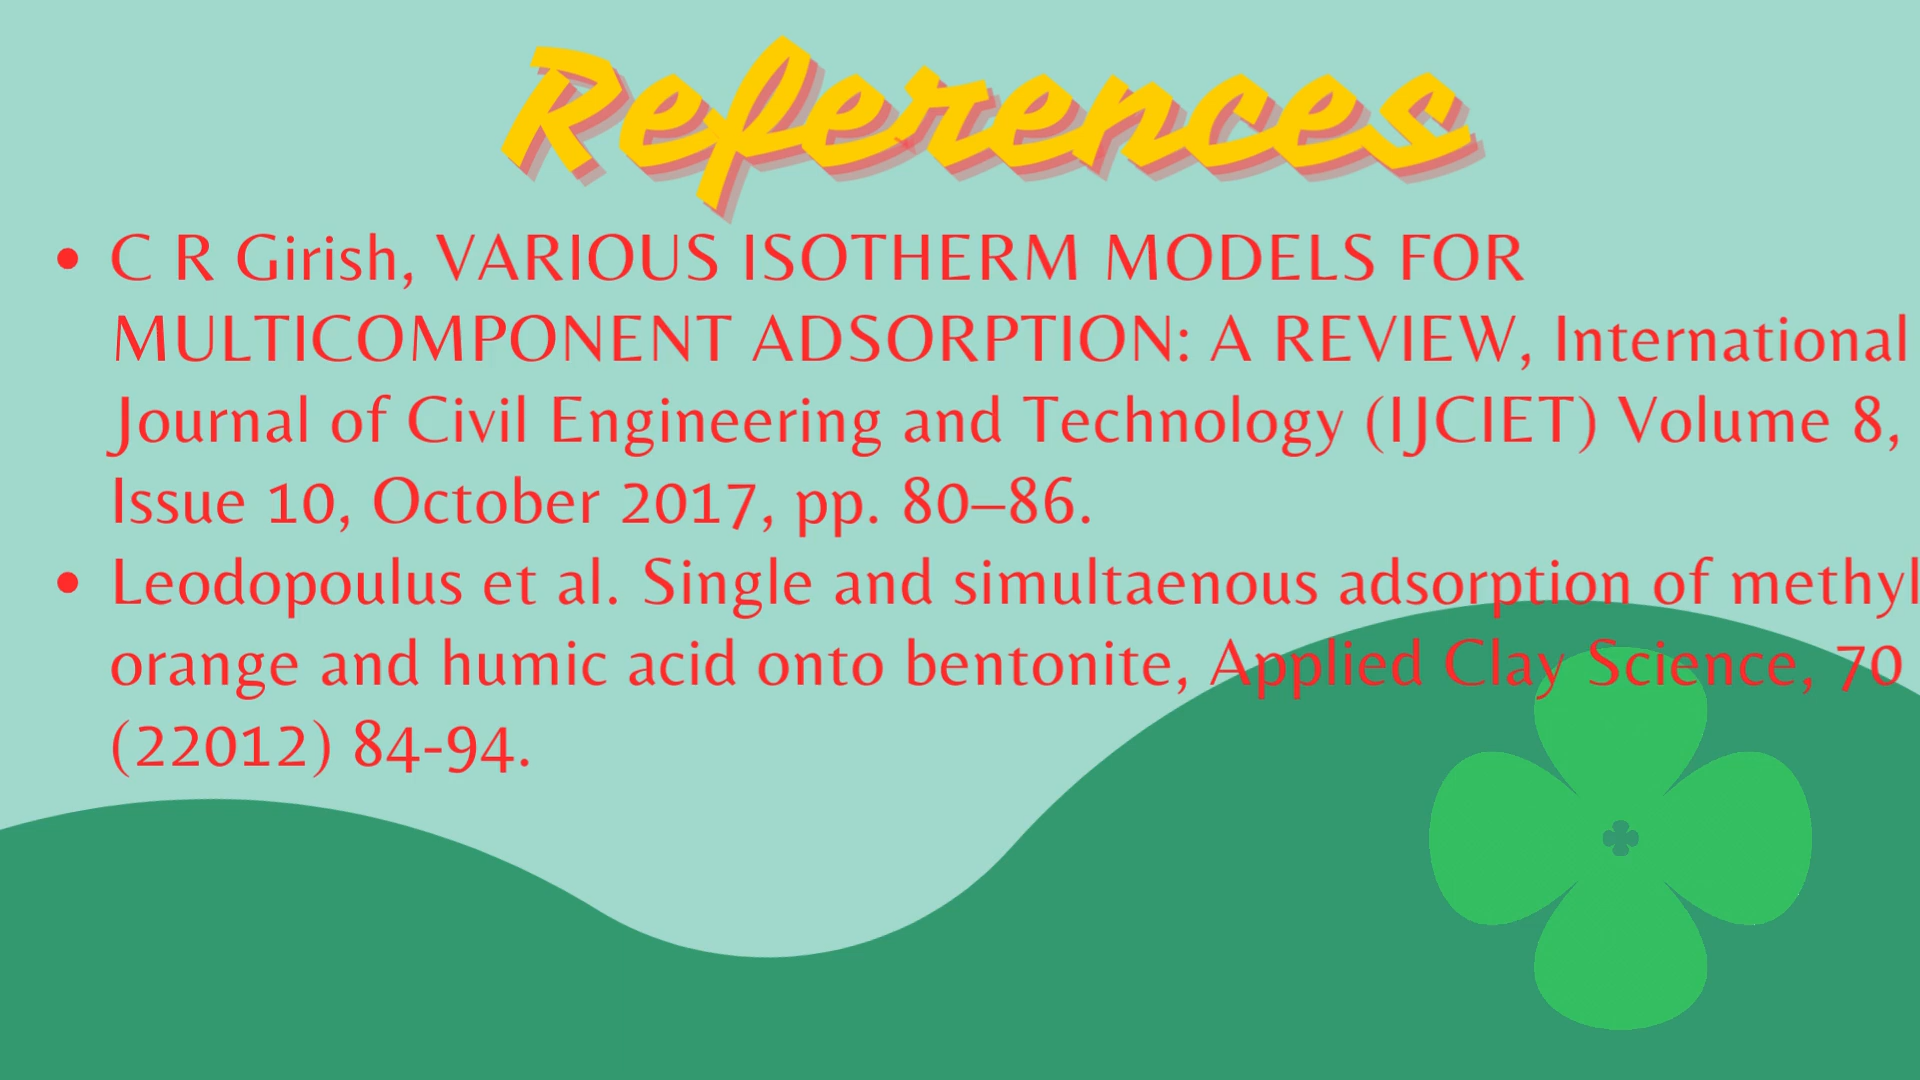 References
• C R Girish, VARIOUS ISOTHERM MODELS FOR
MULTICOMPONENT ADSORPTION: A REVIEW, International
Journal of Civil Engineering and Technology (IJCIET) Volume 8,
Issue 10, October 2017, pp. 80–86.
• Leodopoulus et al. Single and simultaenous adsorption of methyl
orange and humic acid onto bentonite, Applied Clay Science, 70
(22012) 84-94.